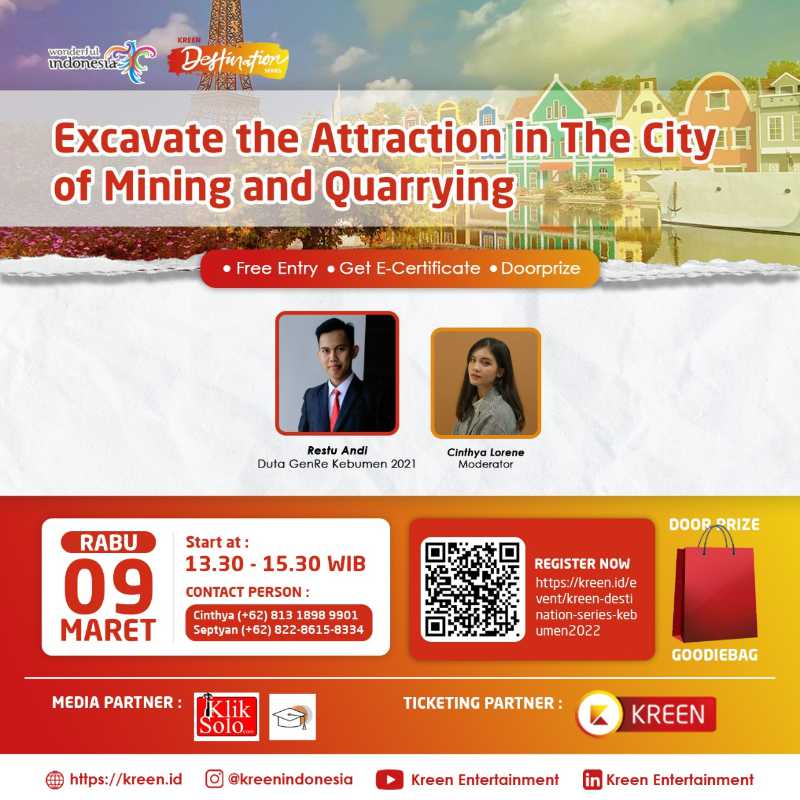 wonderful
indonesia
KREEN
Destination
SERIES
Excavate the Attraction in The City
of Mining and Quarrying
• Free Entry • Get E-Certificate • Doorprize
Restu Andi
Duta GenRe Kebumen 2021
Cinthya Lorene
Moderator
RABU
09
MARET
Start at :
13.30 - 15.30 WIB
CONTACT PERSON :
Cinthya (+62) 813 1898 9901
Septyan (+62) 822-8615-8334
REGISTER NOW
https://kreen.id/e
vent/kreen-desti
nation-series-keb
umen2022
DOOR PRIZE
GOODIEBAG
MEDIA PARTNER :
Klik
Solo.com
TICKETING PARTNER :
KREEN
https://kreen.id
@kreenindonesia
Kreen Entertainment
in Kreen Entertainment